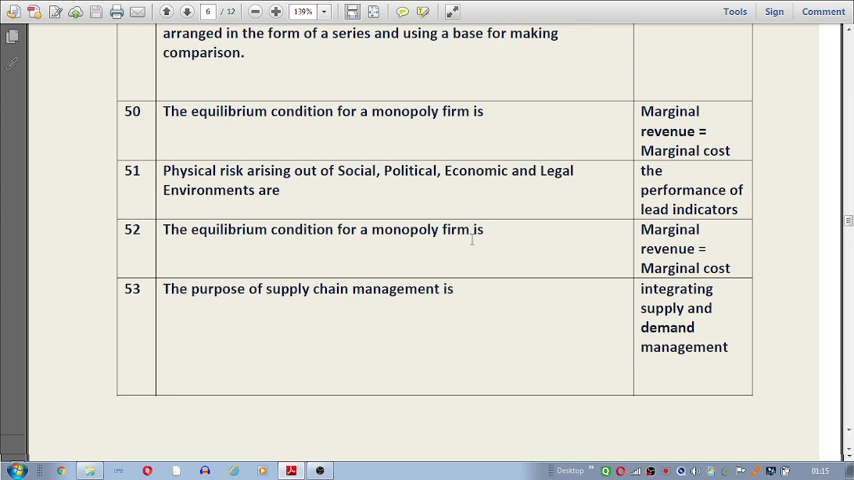 6 / 12
139%
Tools Sign Comment
arranged in the form of a series and using a base for making
comparison.
50 The equilibrium condition for a monopoly firm is Marginal
revenue =
Marginal cost
51 Physical risk arising out of Social, Political, Economic and Legal the
Environments are performance of
lead indicators
52 The equilibrium condition for a monopoly firm is Marginal
revenue =
Marginal cost
53 The purpose of supply chain management is integrating
supply and
demand
management
Desktop 01:15